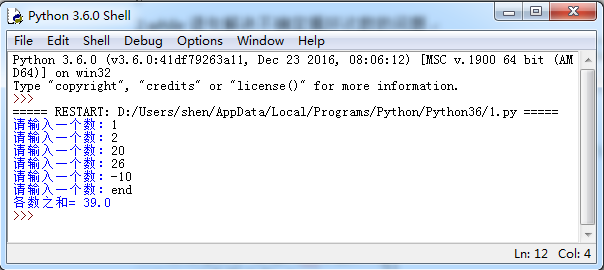 Python 3.6.0 Shell
File Edit Shell Debug Options Window Help
Python 3.6.0 (v3.6.0:41df79263a11, Dec 23 2016, 08:06:12) [MSC v.1900 64 bit (AM
D64)] on win32
Type "copyright", "credits" or "license()" for more information.
>>>
===== RESTART: D:/Users/shen/AppData/Local/Programs/Python/Python36/1.py =====
请输入一个数: 1
请输入一个数: 2
请输入一个数: 20
请输入一个数: 26
请输入一个数: -10
请输入一个数: end
各数之和= 39.0
>>>
Ln: 12 Col: 4